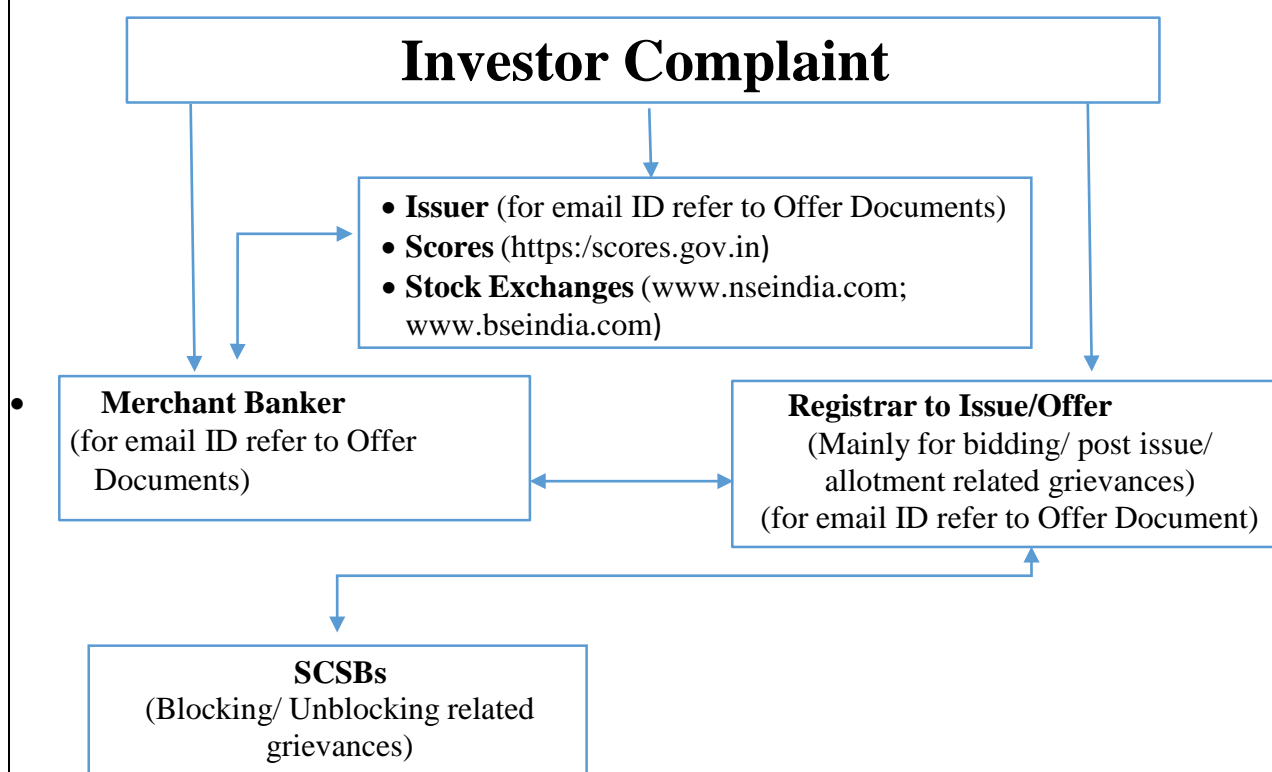 Investor Complaint
• Issuer (for email ID refer to Offer Documents)
• Scores (https:/scores.gov.in)
• Stock Exchanges (www.nseindia.com;
www.bseindia.com)
• Merchant Banker
(for email ID refer to Offer
Documents)
Registrar to Issue/Offer
(Mainly for bidding/ post issue/
allotment related grievances)
(for email ID refer to Offer Document)
SCSBs
(Blocking/ Unblocking related
grievances)